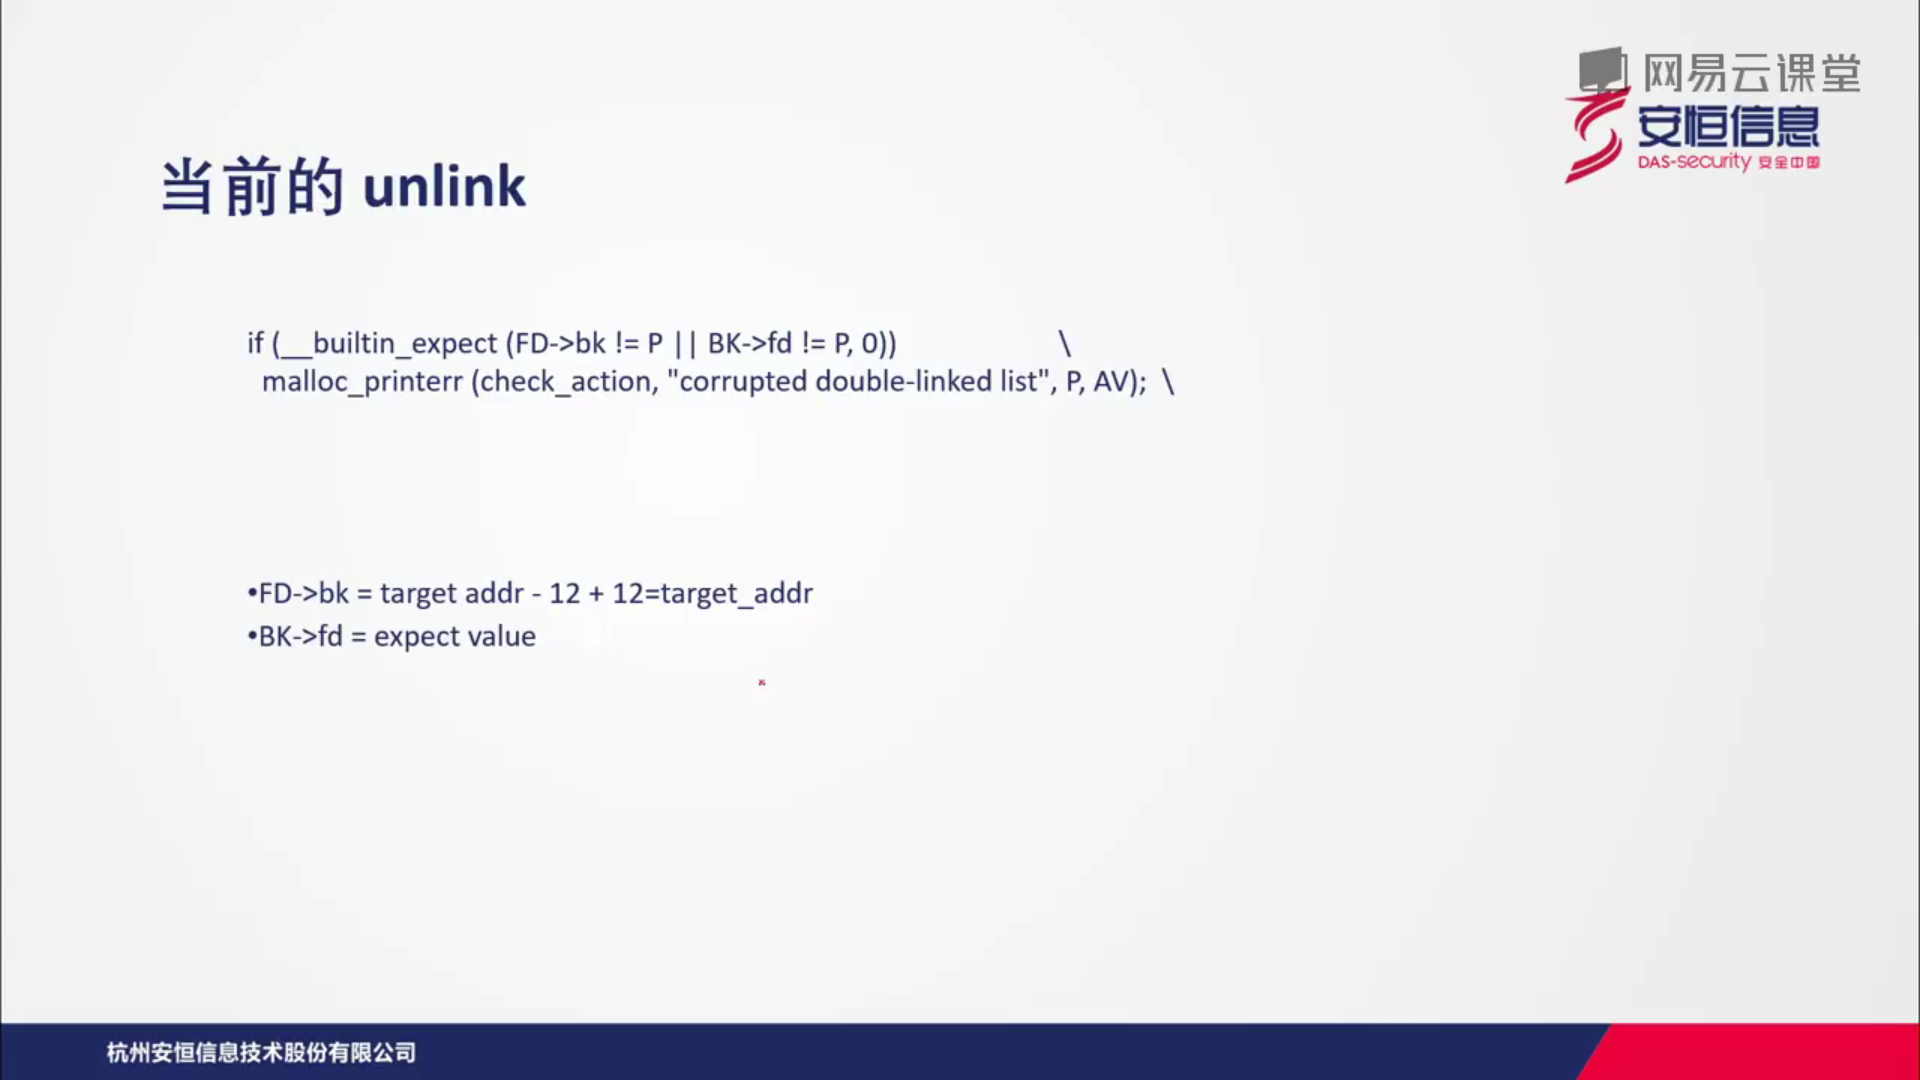 网易云课堂
安恒信息
DAS-security 安全中国
当前的 unlink
if (__builtin_expect (FD->bk != P || BK->fd != P, 0)) \
malloc_printerr (check_action, "corrupted double-linked list", P, AV); \
•FD->bk = target addr - 12 + 12=target_addr
•BK->fd = expect value
杭州安恒信息技术股份有限公司